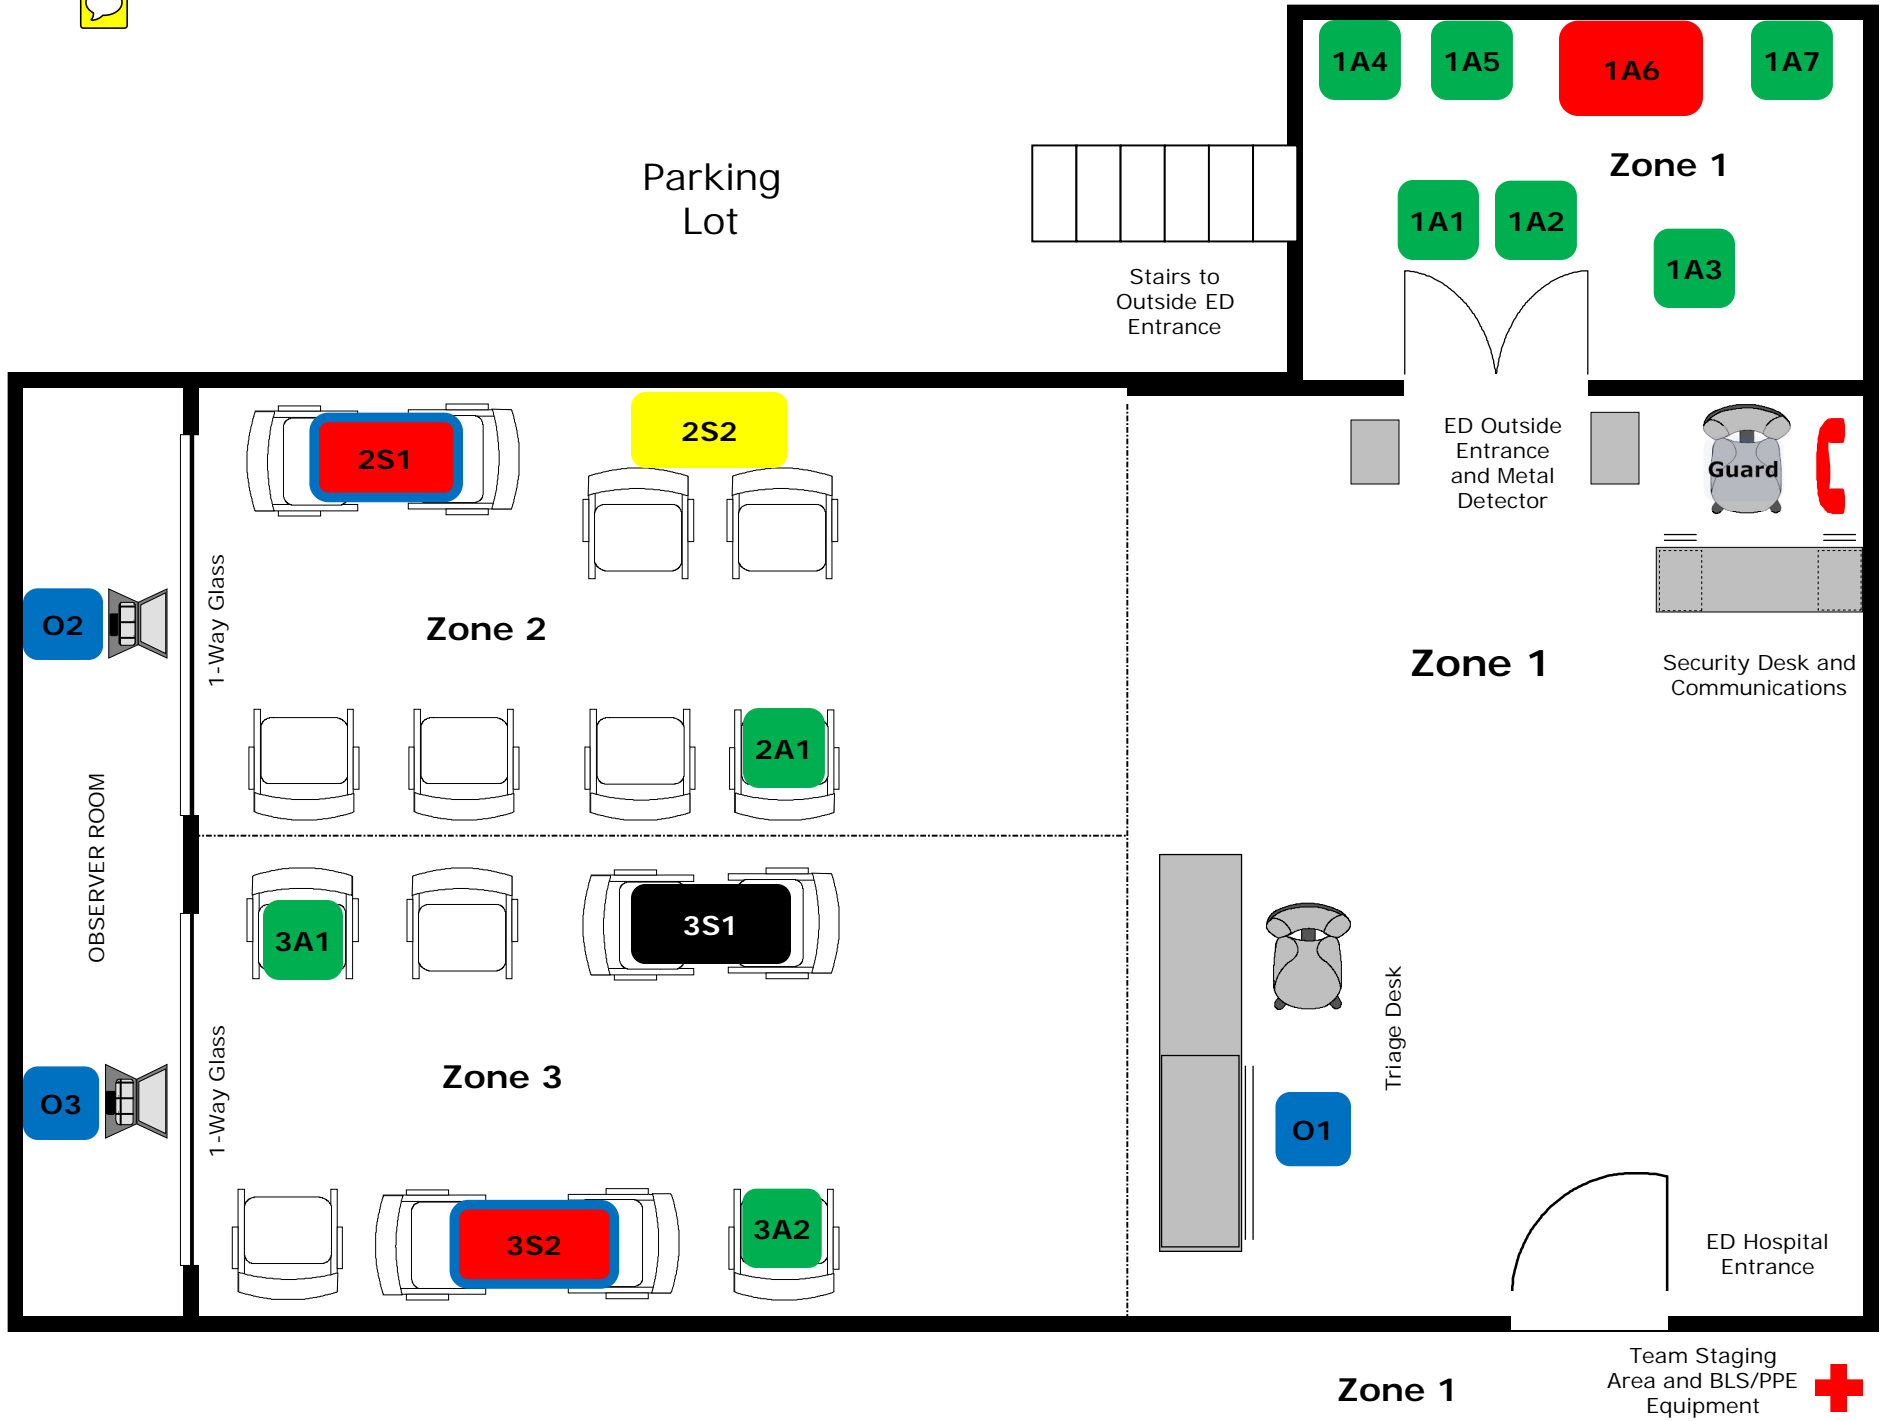 1A4
1A5
1A6
1A7
Zone 1
Parking
Lot
1A1
1A2
1A3
Stairs to
Outside ED
Entrance
2S1
2S2
ED Outside
Entrance
and Metal
Detector
Guard
O2
1-Way Glass
Zone 2
Zone 1
Security Desk and
Communications
2A1
OBSERVER ROOM
3A1
3S1
Triage Desk
Zone 3
1-Way Glass
O3
O1
3S2
3A2
ED Hospital
Entrance
Zone 1
Team Staging
Area and BLS/PPE
Equipment